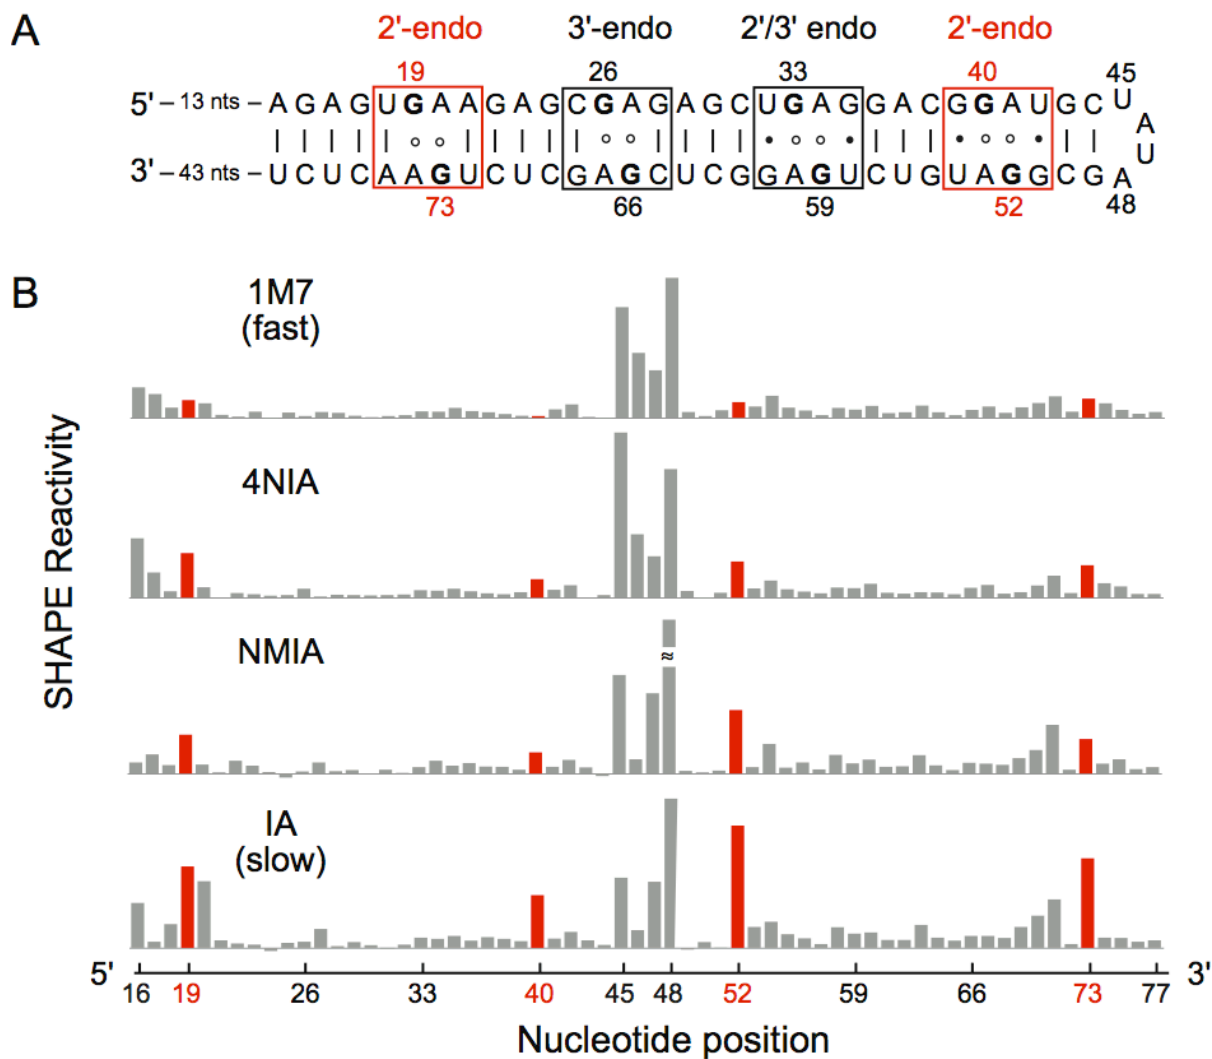 A
2'-endo 3'-endo 2'/3' endo 2'-endo
19 26 33 40 45
5' – 13 nts – A G A G U G A A G A G C G A G A G C U G A G G A C G G A U G C U
A
U
3' – 43 nts – U C U C A A G U C U C G A G C U C G G A G U C U G U A G G C G A
73 66 59 52 48
B
1M7
(fast)
4NIA
NMIA
≈
IA
(slow)
SHAPE Reactivity
5' 3'
16 19 26 33 40 45 48 52 59 66 73 77
Nucleotide position